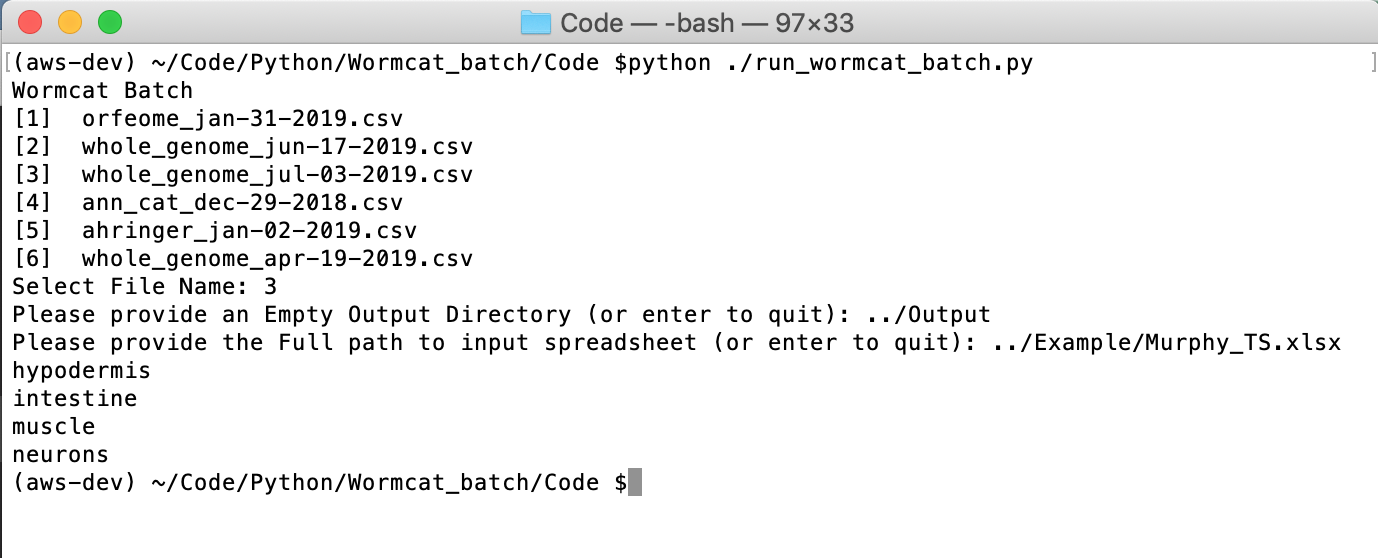 Code — -bash — 97×33
[(aws-dev) ~/Code/Python/Wormcat_batch/Code $python ./run_wormcat_batch.py ]
Wormcat Batch
[1]  orfeome_jan-31-2019.csv
[2]  whole_genome_jun-17-2019.csv
[3]  whole_genome_jul-03-2019.csv
[4]  ann_cat_dec-29-2018.csv
[5]  ahringer_jan-02-2019.csv
[6]  whole_genome_apr-19-2019.csv
Select File Name: 3
Please provide an Empty Output Directory (or enter to quit): ../Output
Please provide the Full path to input spreadsheet (or enter to quit): ../Example/Murphy_TS.xlsx
hypodermis
intestine
muscle
neurons
(aws-dev) ~/Code/Python/Wormcat_batch/Code $